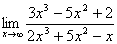 lim x→∞ (3x³ − 5x² + 2)/(2x³ + 5x² − x)